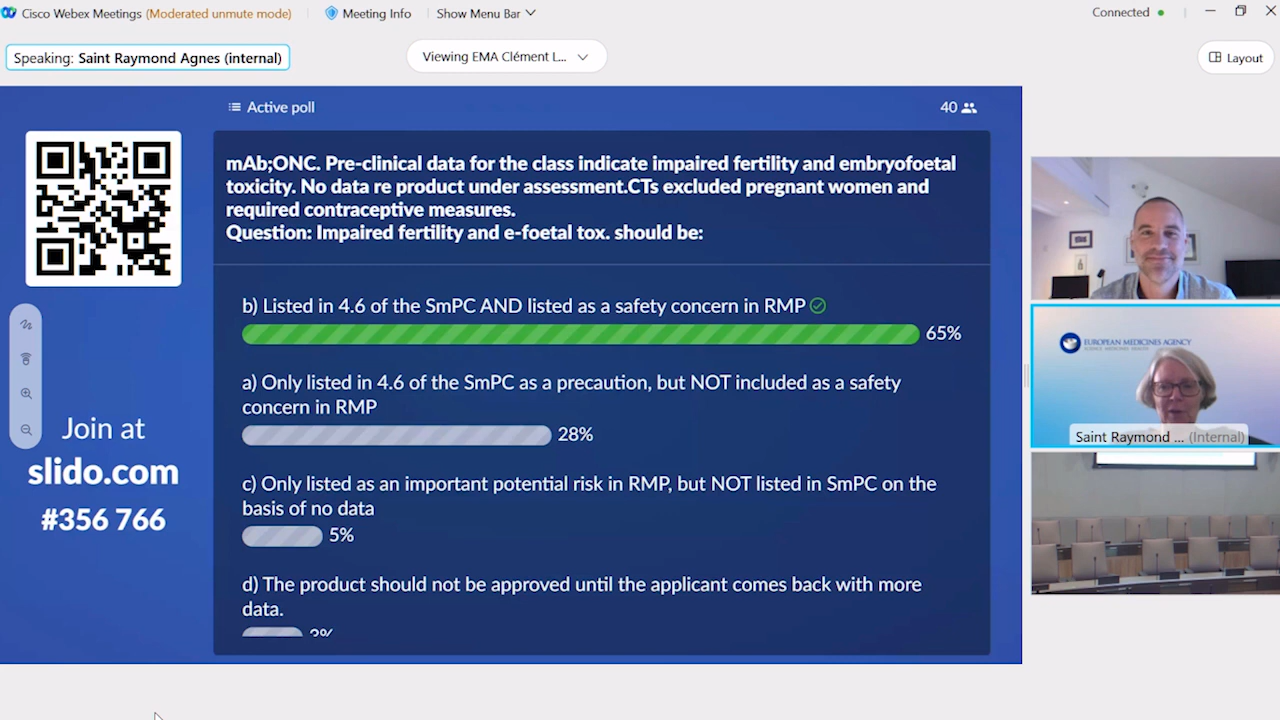 Cisco Webex Meetings (Moderated unmute mode)
Meeting Info
Show Menu Bar
Connected
Speaking: Saint Raymond Agnes (internal)
Viewing EMA Clément L...
Layout
Active poll
40
mAb;ONC. Pre-clinical data for the class indicate impaired fertility and embryofoetal
toxicity. No data re product under assessment.CTs excluded pregnant women and
required contraceptive measures.
Question: Impaired fertility and e-foetal tox. should be:
b) Listed in 4.6 of the SmPC AND listed as a safety concern in RMP
65%
a) Only listed in 4.6 of the SmPC as a precaution, but NOT included as a safety
concern in RMP
28%
c) Only listed as an important potential risk in RMP, but NOT listed in SmPC on the
basis of no data
5%
d) The product should not be approved until the applicant comes back with more
data.
Join at
slido.com
#356 766
EUROPEAN MEDICINES AGENCY
SCIENCE MEDICINES HEALTH
Saint Raymond ... (Internal)